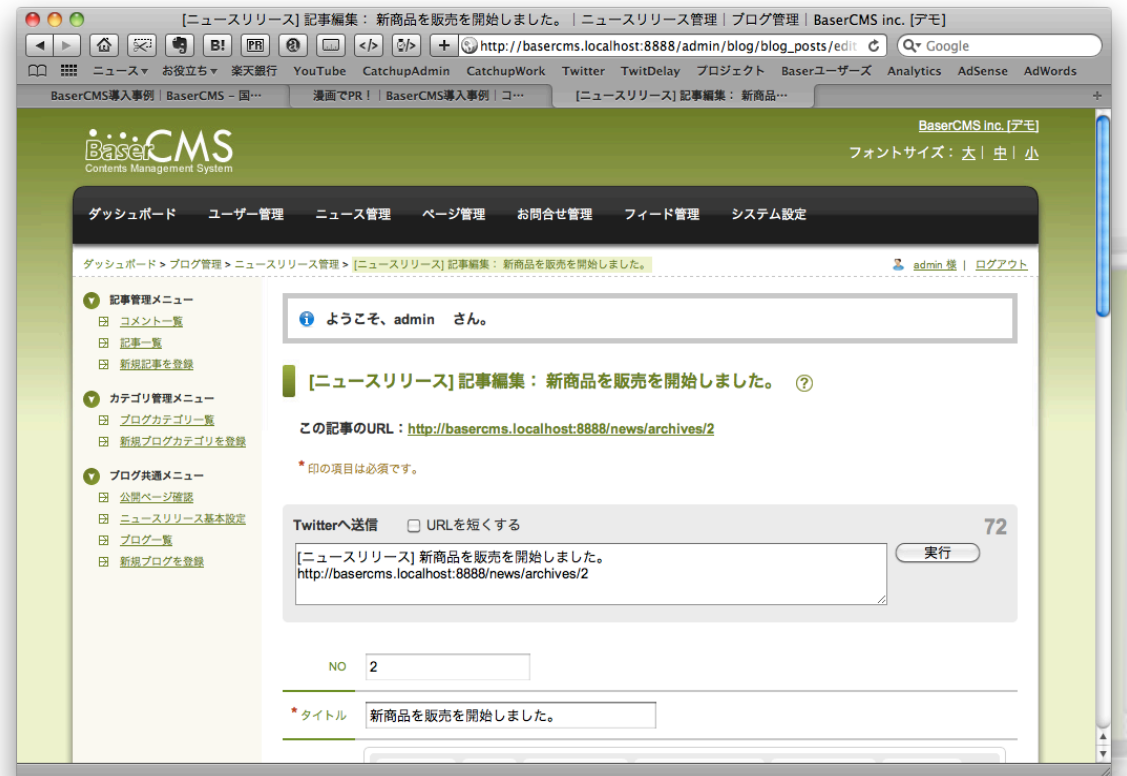 [ニュースリリース] 記事編集： 新商品を販売を開始しました。｜ニュースリリース管理｜ブログ管理｜BaserCMS inc. [デモ]
B! PR @ </> + http://basercms.localhost:8888/admin/blog/blog_posts/edit Google
ニュース▼ お役立ち▼ 楽天銀行 YouTube CatchupAdmin CatchupWork Twitter TwitDelay プロジェクト Baserユーザーズ Analytics AdSense AdWords
BaserCMS導入事例｜BaserCMS – 国… 漫画でPR！｜BaserCMS導入事例｜コ… [ニュースリリース] 記事編集： 新商品…
BaserCMS inc. [デモ]
BaserCMS
Contents Management System
フォントサイズ： 大｜ 中｜ 小
ダッシュボード ユーザー管理 ニュース管理 ページ管理 お問合せ管理 フィード管理 システム設定
ダッシュボード > ブログ管理 > ニュースリリース管理 > [ニュースリリース] 記事編集： 新商品を販売を開始しました。 admin 様 | ログアウト
記事管理メニュー
コメント一覧
記事一覧
新規記事を登録
カテゴリ管理メニュー
ブログカテゴリ一覧
新規ブログカテゴリを登録
ブログ共通メニュー
公開ページ確認
ニュースリリース基本設定
ブログ一覧
新規ブログを登録
ようこそ、admin さん。
[ニュースリリース] 記事編集： 新商品を販売を開始しました。 ?
この記事のURL：http://basercms.localhost:8888/news/archives/2
* 印の項目は必須です。
Twitterへ送信 URLを短くする 72
[ニュースリリース] 新商品を販売を開始しました。
http://basercms.localhost:8888/news/archives/2
実行
NO 2
* タイトル 新商品を販売を開始しました。